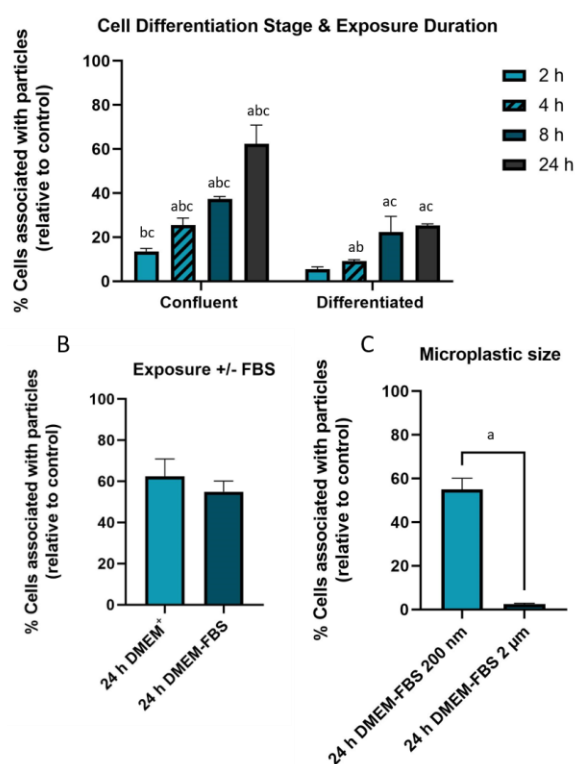 Cell Differentiation Stage & Exposure Duration
% Cells associated with particles
(relative to control)
100
80
60
40
20
0
bc
abc
abc
abc
ab
ac
ac
Confluent
Differentiated
2 h
4 h
8 h
24 h
B
Exposure +/- FBS
% Cells associated with particles
(relative to control)
100
80
60
40
20
0
24 h DMEM⁺
24 h DMEM-FBS
C
Microplastic size
% Cells associated with particles
(relative to control)
100
80
60
40
20
0
a
24 h DMEM-FBS 200 nm
24 h DMEM-FBS 2 µm